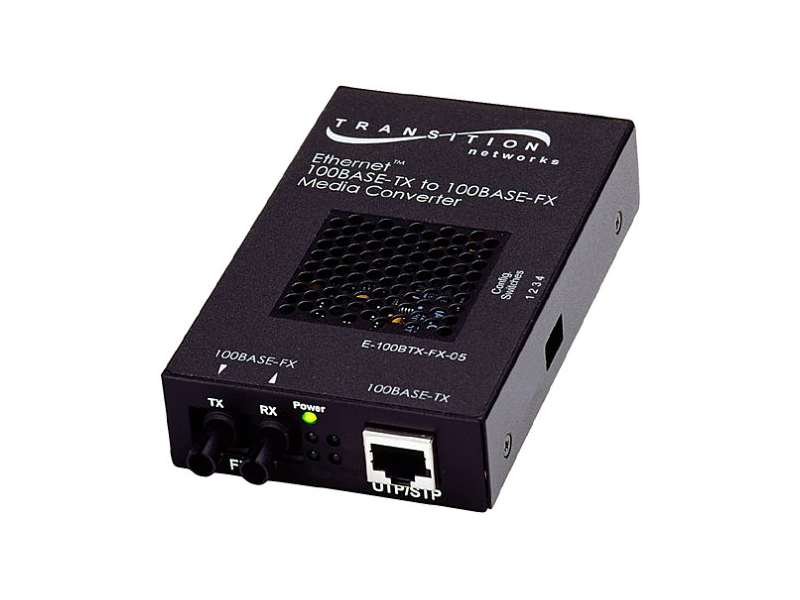 TRANSITION
networks
Ethernet™
100BASE-TX to 100BASE-FX
Media Converter
Config.
Switches
1 2 3 4
E-100BTX-FX-05
100BASE-FX
100BASE-TX
TX
RX
Power
UTP/STP